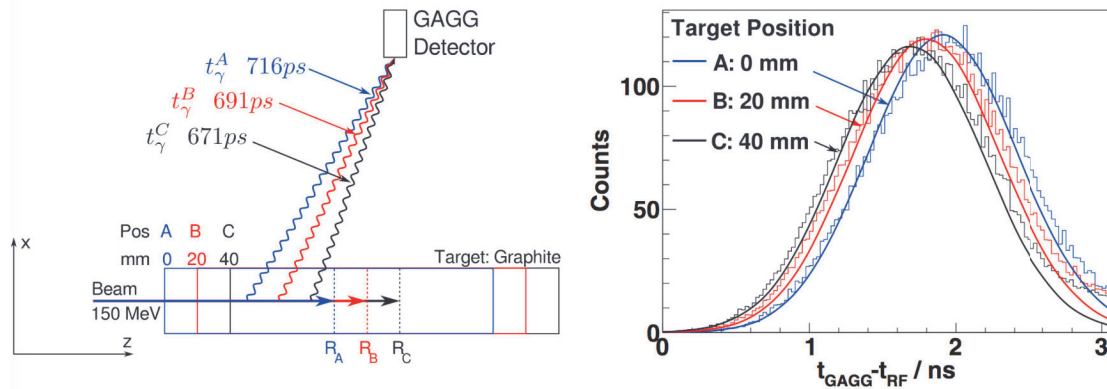 GAGG
Detector
t_γ^A 716ps
t_γ^B 691ps
t_γ^C 671ps
Pos A B C
mm 0 20 40
Target: Graphite
Beam
150 MeV
x
z
R_A R_B R_C
Target Position
A: 0 mm
B: 20 mm
C: 40 mm
Counts
100
50
0
0 1 2 3
t_GAGG-t_RF / ns